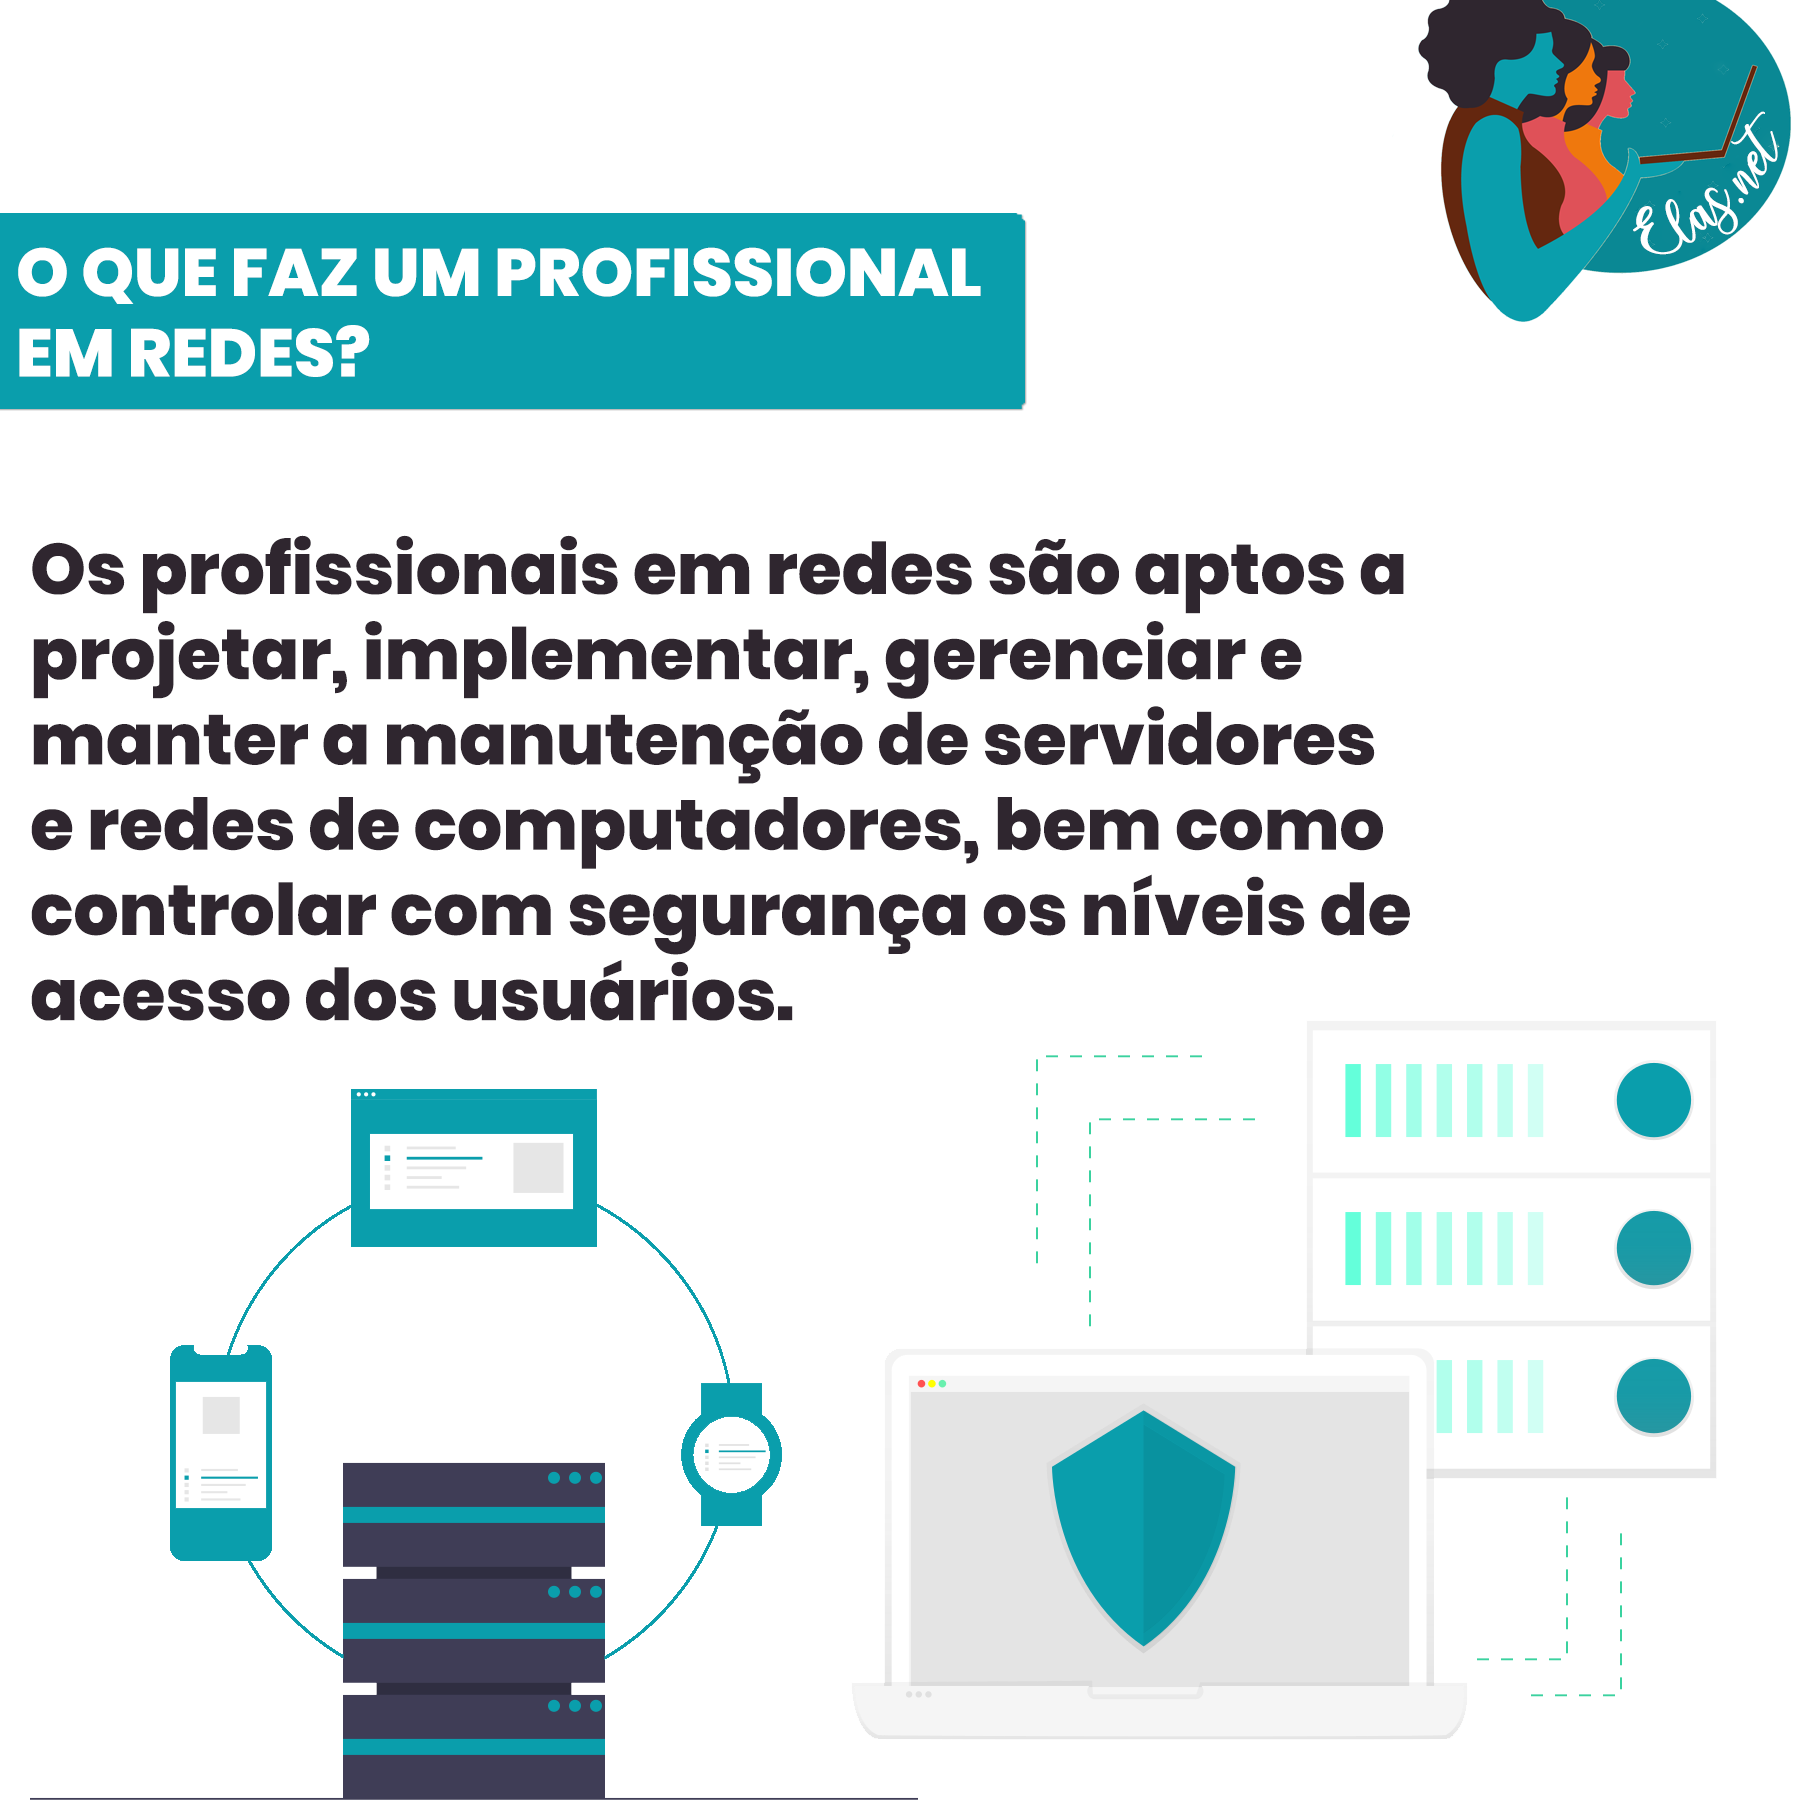 Elas.net
O QUE FAZ UM PROFISSIONAL
EM REDES?
Os profissionais em redes são aptos a
projetar, implementar, gerenciar e
manter a manutenção de servidores
e redes de computadores, bem como
controlar com segurança os níveis de
acesso dos usuários.